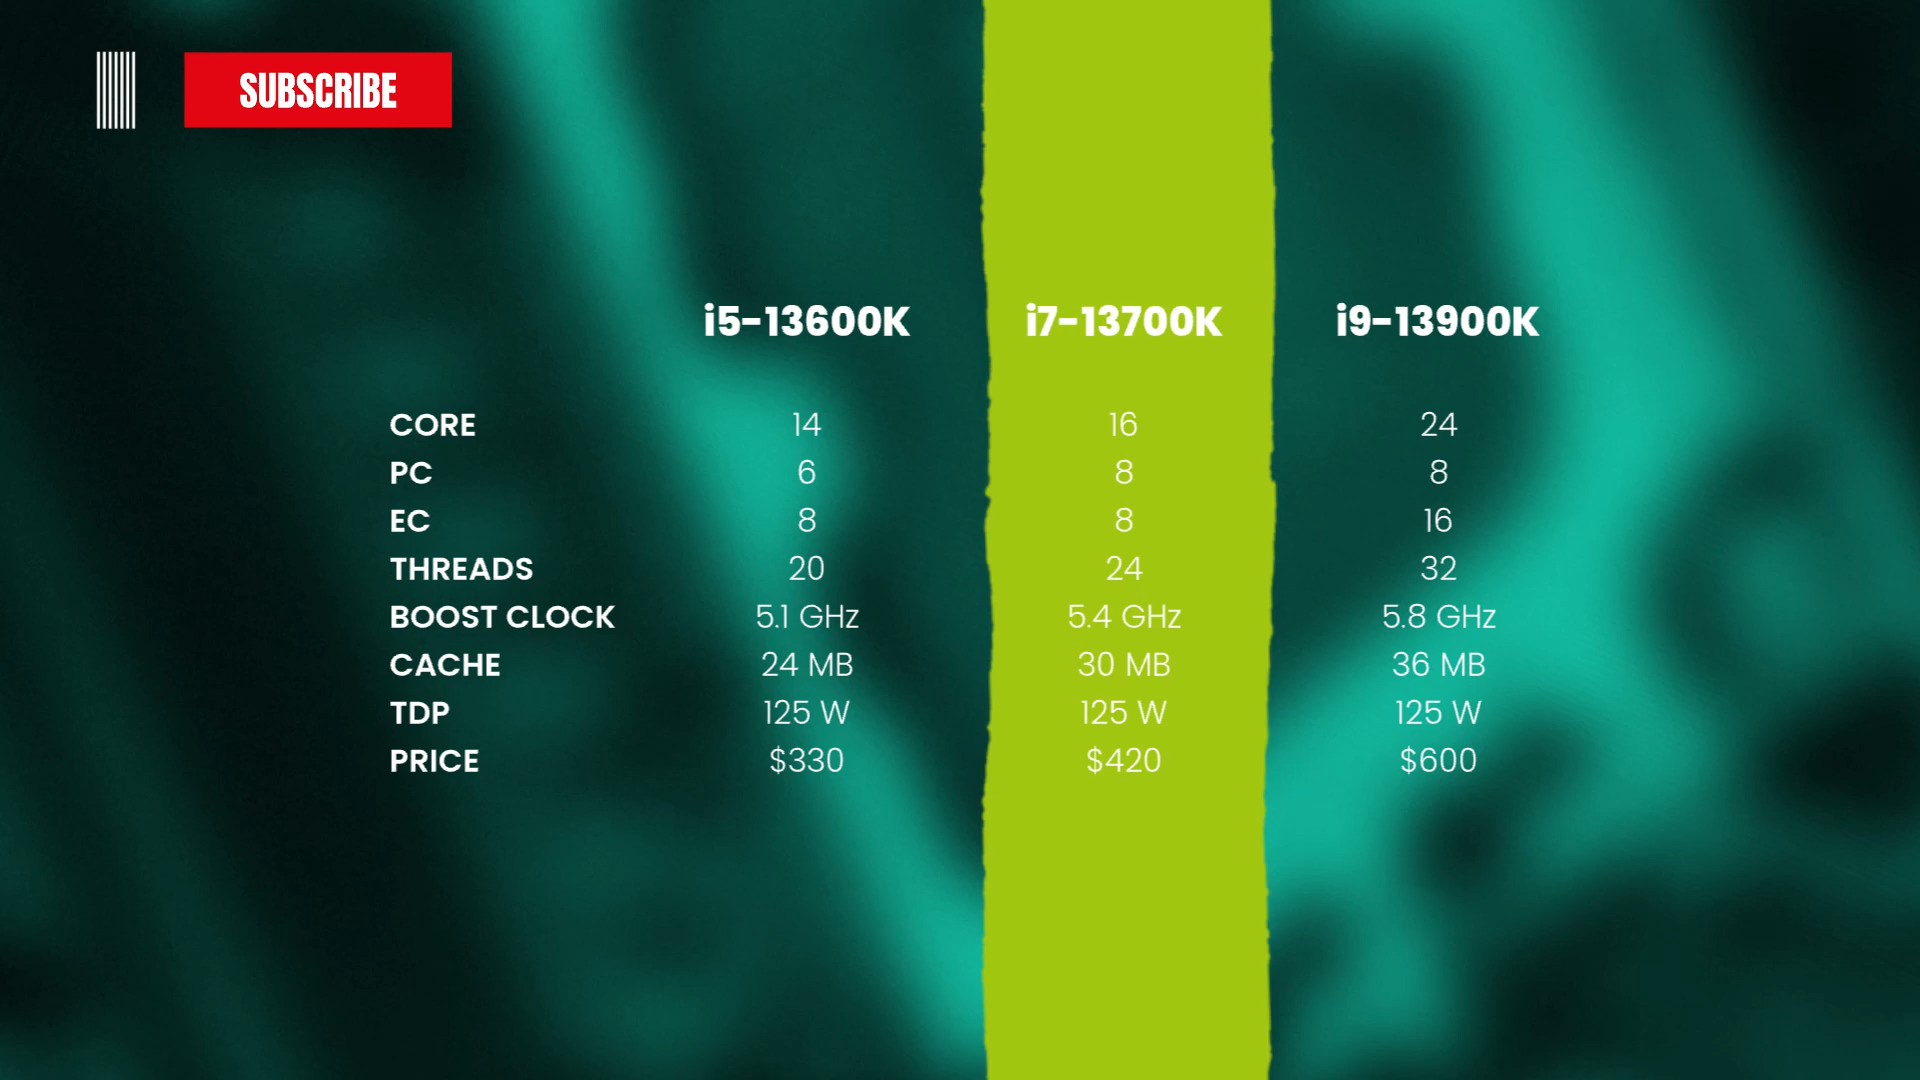 SUBSCRIBE
i5-13600K i7-13700K i9-13900K
CORE 14 16 24
PC 6 8 8
EC 8 8 16
THREADS 20 24 32
BOOST CLOCK 5.1 GHz 5.4 GHz 5.8 GHz
CACHE 24 MB 30 MB 36 MB
TDP 125 W 125 W 125 W
PRICE $330 $420 $600